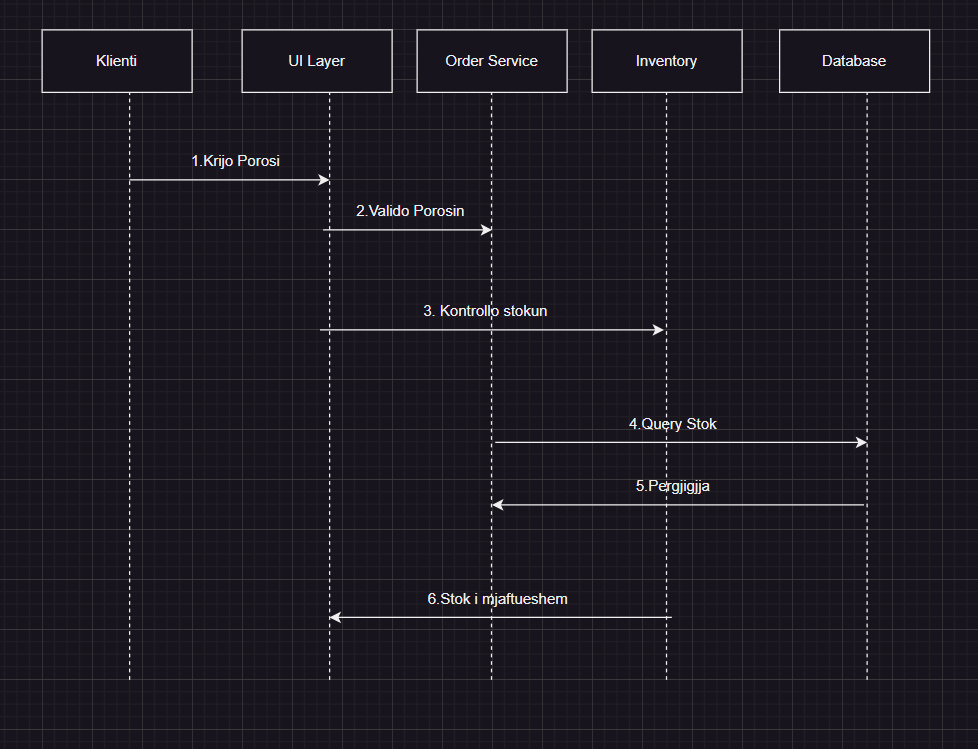 Klienti
UI Layer
Order Service
Inventory
Database
1.Krijo Porosi
2.Valido Porosin
3. Kontrollo stokun
4.Query Stok
5.Pergjigjja
6.Stok i mjaftueshem